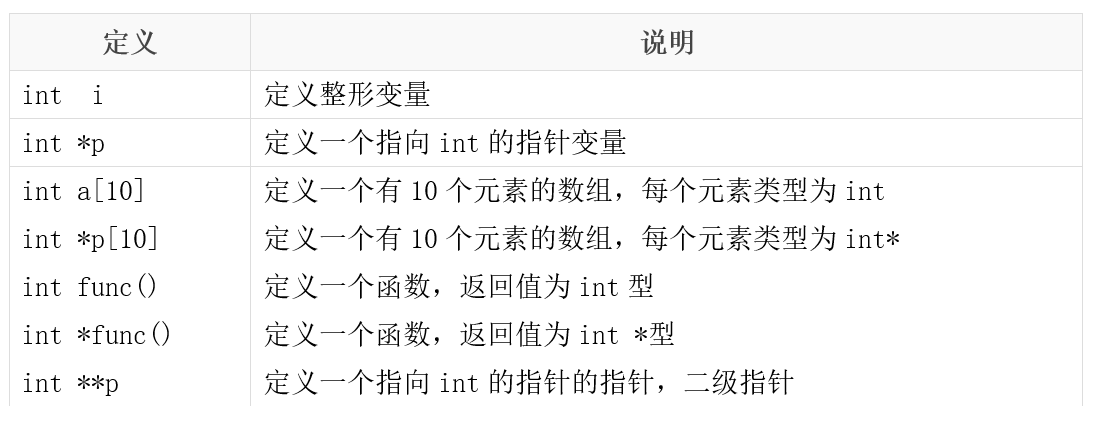 定义 说明
int i 定义整形变量
int *p 定义一个指向 int 的指针变量
int a[10] 定义一个有 10 个元素的数组，每个元素类型为 int
int *p[10] 定义一个有 10 个元素的数组，每个元素类型为 int*
int func() 定义一个函数，返回值为 int 型
int *func() 定义一个函数，返回值为 int *型
int **p 定义一个指向 int 的指针的指针，二级指针